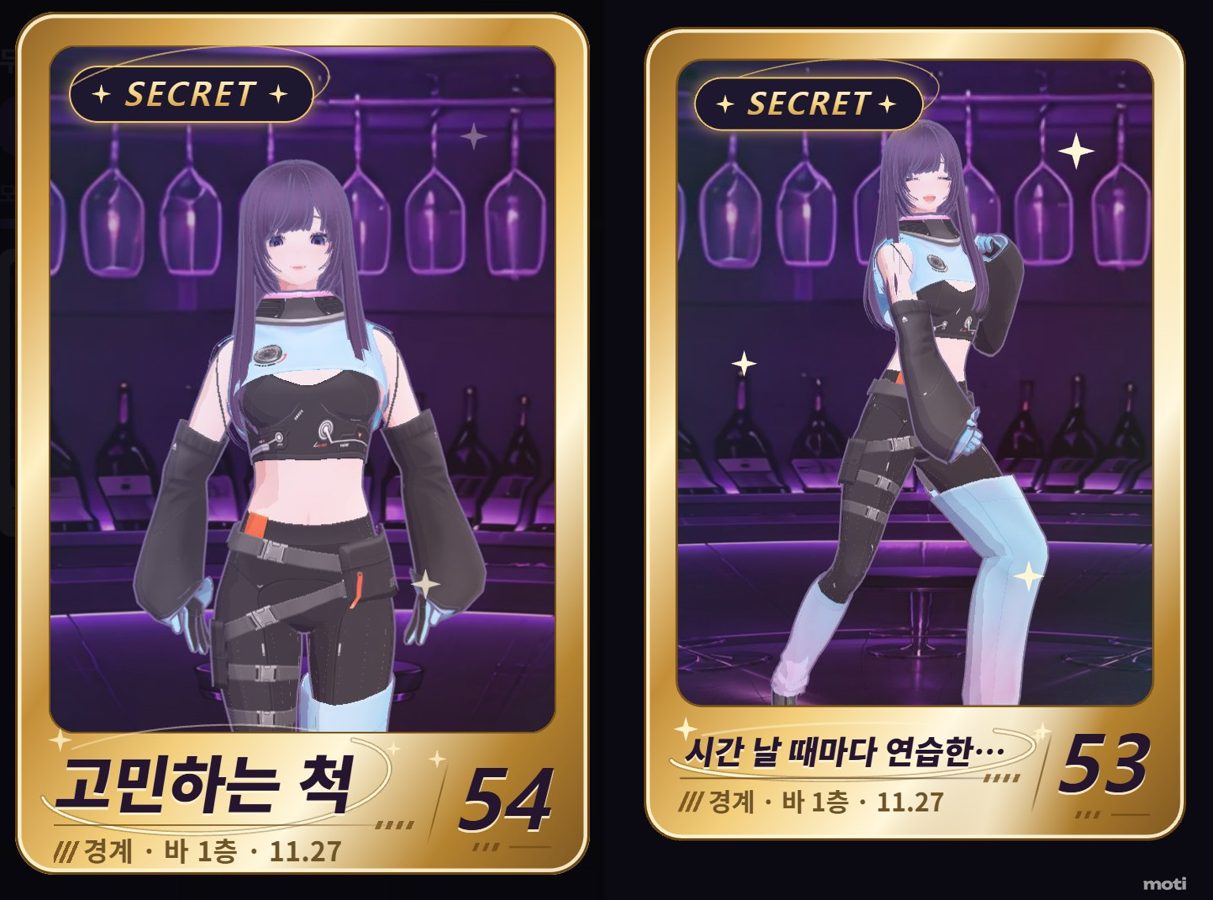 SECRET
고민하는 척
54
경계 · 바 1층 · 11.27
SECRET
시간 날 때마다 연습한…
53
경계 · 바 1층 · 11.27
moti